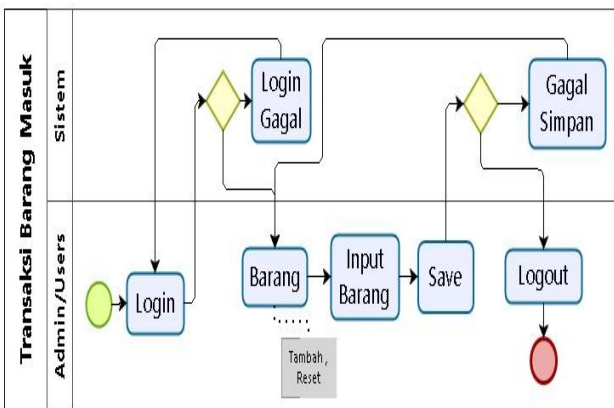 Transaksi Barang Masuk
Sistem
Login
Gagal
Gagal
Simpan
Admin/Users
Login
Barang
Input
Barang
Save
Logout
Tambah ,
Reset